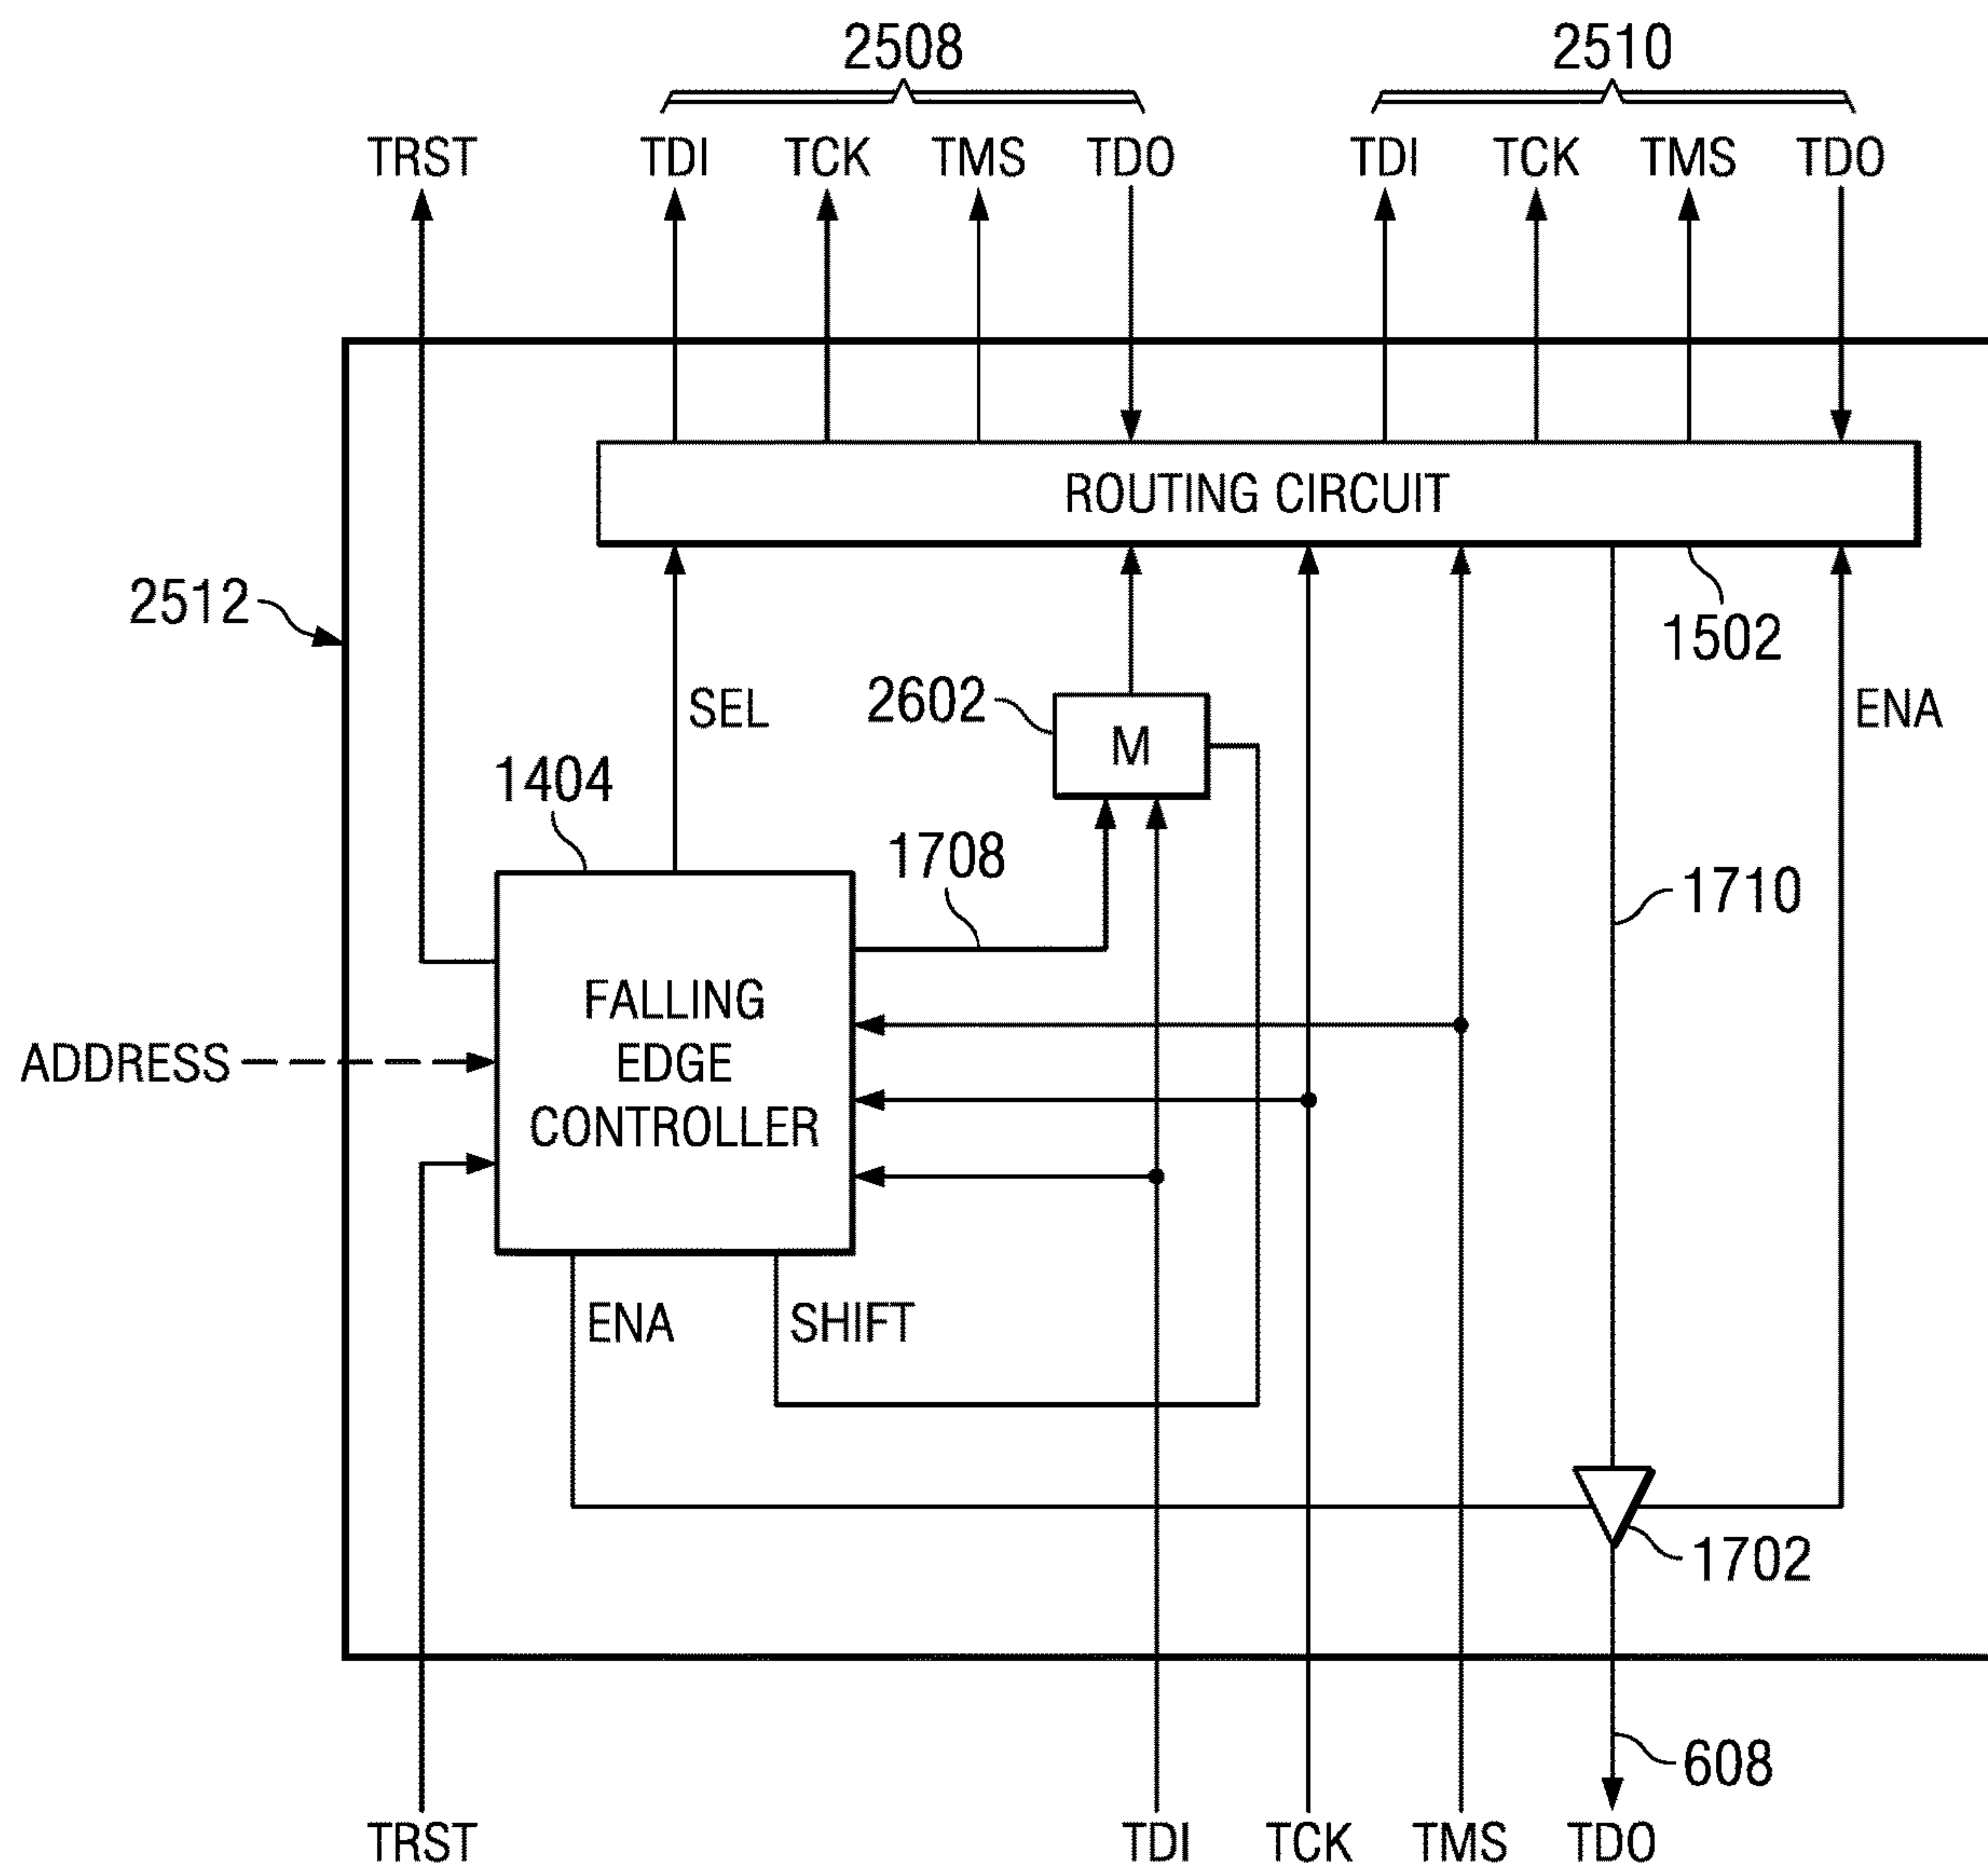 2508
2510
TRST
TDI
TCK
TMS
TDO
TDI
TCK
TMS
TDO
ROUTING CIRCUIT
2512
1502
SEL
2602
M
ENA
1404
1708
1710
FALLING
EDGE
CONTROLLER
ADDRESS
ENA
SHIFT
1702
608
TRST
TDI
TCK
TMS
TDO